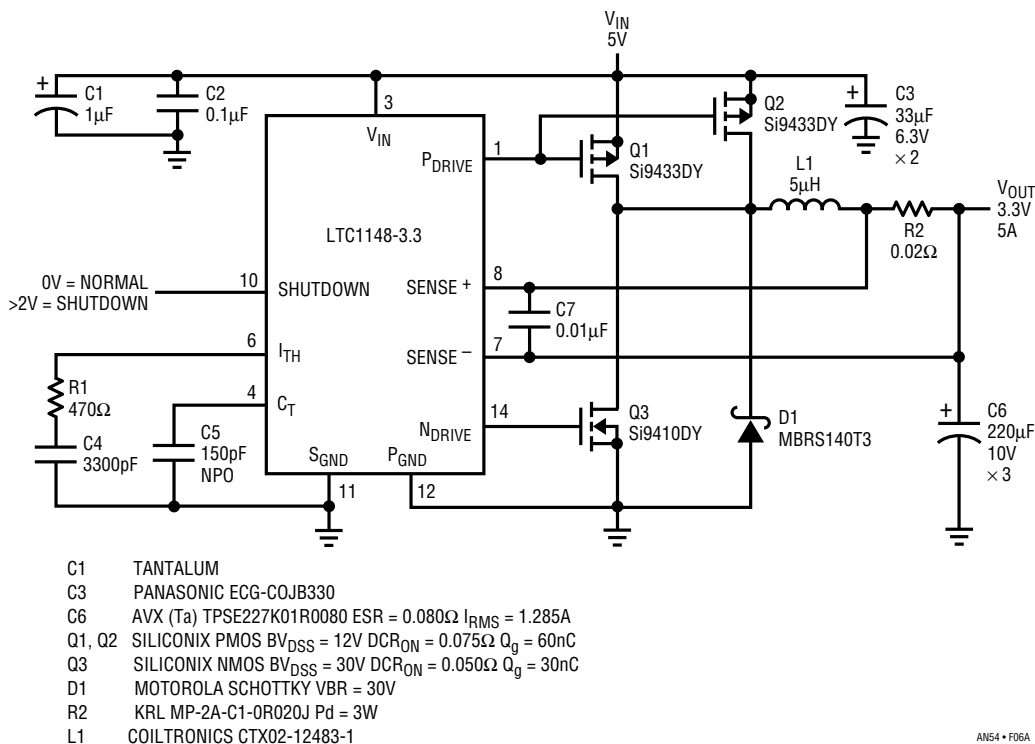 VIN
5V
+
C1
1µF
C2
0.1µF
3
VIN
PDRIVE
1
Q1
Si9433DY
Q2
Si9433DY
+
C3
33µF
6.3V
× 2
L1
5µH
R2
0.02Ω
VOUT
3.3V
5A
LTC1148-3.3
0V = NORMAL
>2V = SHUTDOWN
10
SHUTDOWN
SENSE +
8
C7
0.01µF
SENSE –
7
6
ITH
R1
470Ω
4
CT
C4
3300pF
C5
150pF
NPO
NDRIVE
14
Q3
Si9410DY
D1
MBRS140T3
+
C6
220µF
10V
× 3
SGND
PGND
11
12
C1 TANTALUM
C3 PANASONIC ECG-COJB330
C6 AVX (Ta) TPSE227K01R0080 ESR = 0.080Ω IRMS = 1.285A
Q1, Q2 SILICONIX PMOS BVDSS = 12V DCRON = 0.075Ω Qg = 60nC
Q3 SILICONIX NMOS BVDSS = 30V DCRON = 0.050Ω Qg = 30nC
D1 MOTOROLA SCHOTTKY VBR = 30V
R2 KRL MP-2A-C1-0R020J Pd = 3W
L1 COILTRONICS CTX02-12483-1
AN54 • F06A